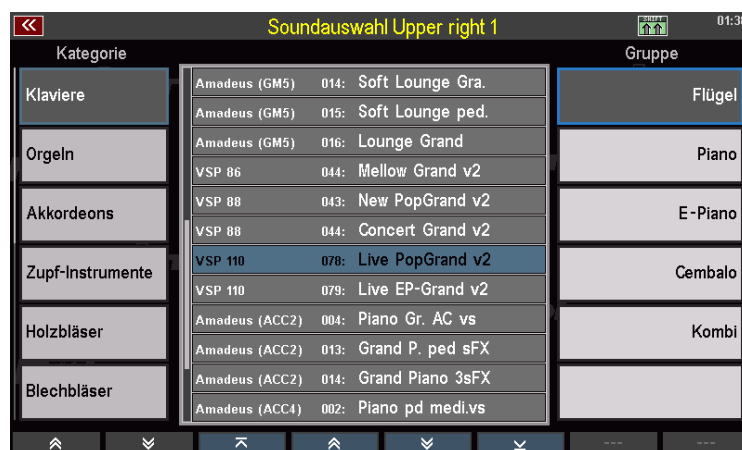 Soundauswahl Upper right 1
Kategorie
Gruppe
Klaviere
Orgeln
Akkordeons
Zupf-Instrumente
Holzbläser
Blechbläser
Amadeus (GM5) 014: Soft Lounge Gra.
Amadeus (GM5) 015: Soft Lounge ped.
Amadeus (GM5) 016: Lounge Grand
VSP 86 044: Mellow Grand v2
VSP 88 043: New PopGrand v2
VSP 88 044: Concert Grand v2
VSP 110 078: Live PopGrand v2
VSP 110 079: Live EP-Grand v2
Amadeus (ACC2) 004: Piano Gr. AC vs
Amadeus (ACC2) 013: Grand P. ped sFX
Amadeus (ACC2) 014: Grand Piano 3sFX
Amadeus (ACC4) 002: Piano pd medi.vs
Flügel
Piano
E-Piano
Cembalo
Kombi
--- ---